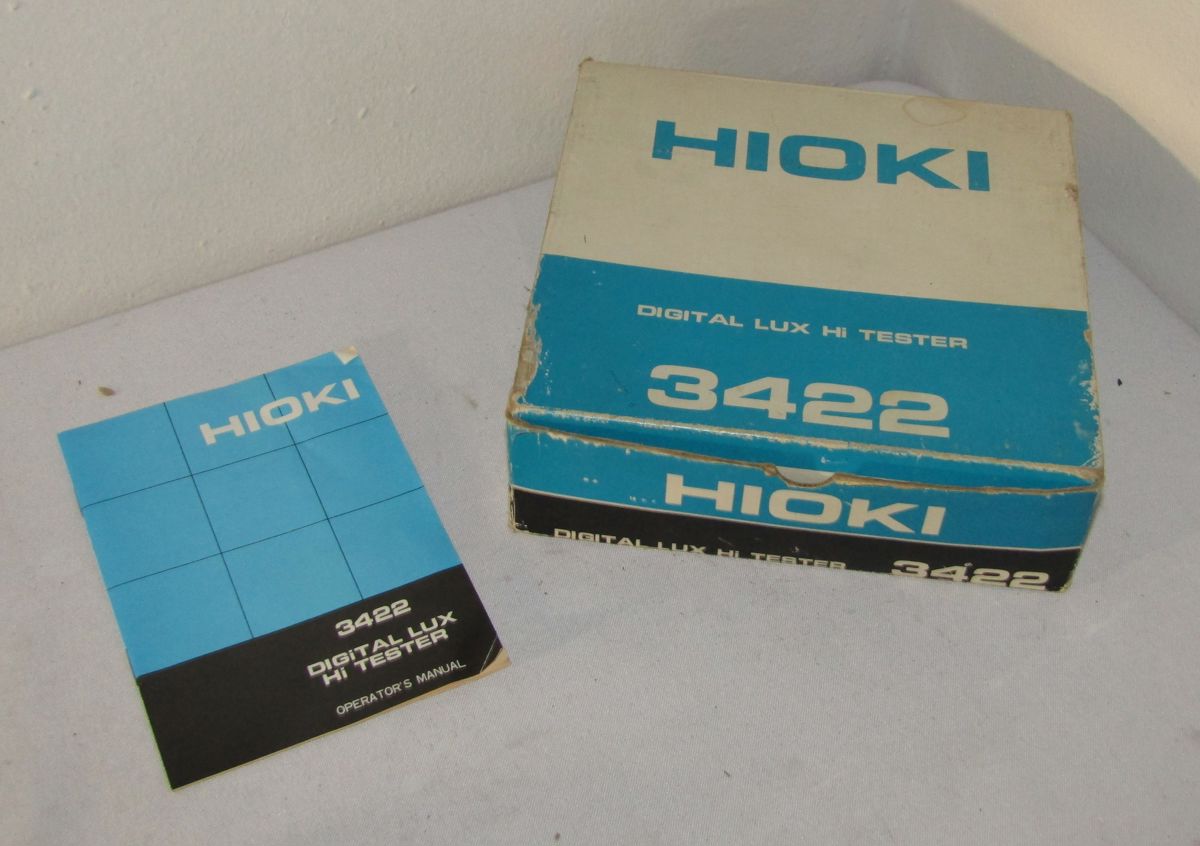 HIOKI
3422
DIGITAL LUX
Hi TESTER
OPERATOR'S MANUAL
HIOKI
DIGITAL LUX Hi TESTER
3422
HIOKI
DIGITAL LUX Hi TESTER 3422